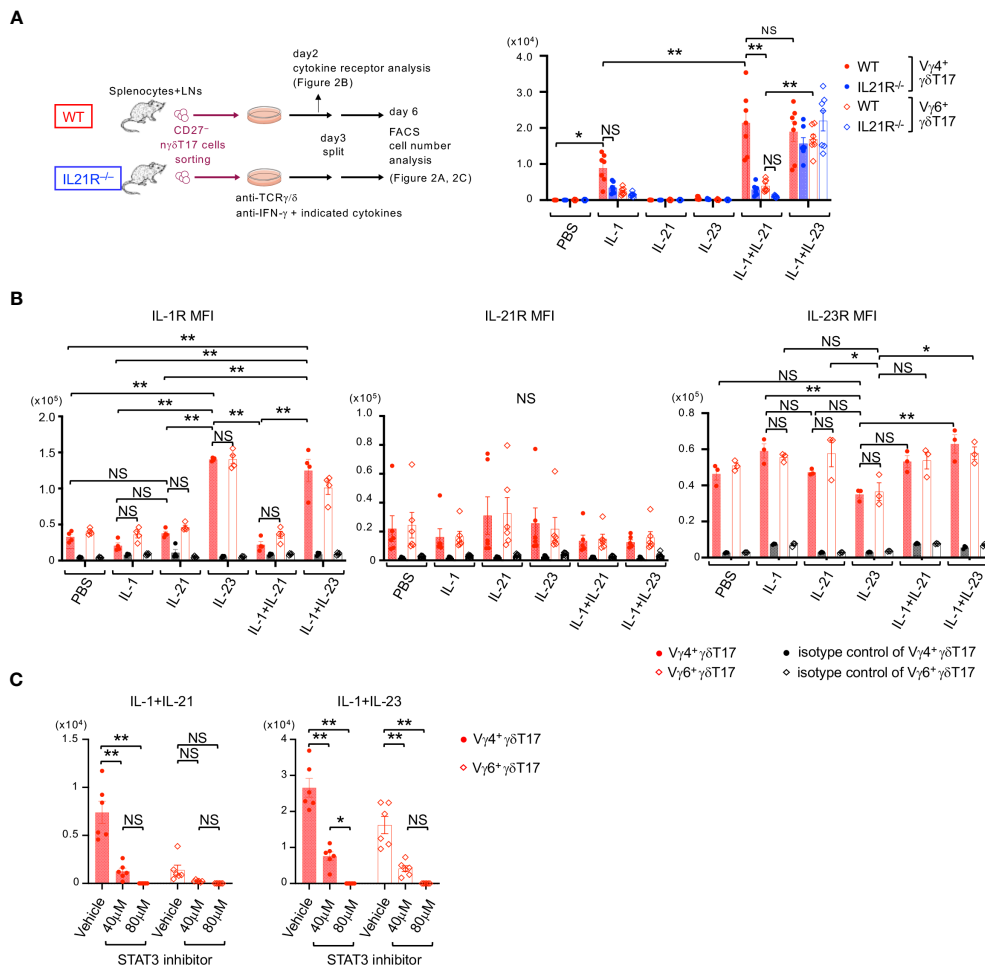 A
WT
Splenocytes+LNs
IL21R–/–
CD27–
nγδT17 cells
sorting
day2
cytokine receptor analysis
(Figure 2B)
day3
split
day 6
FACS
cell number
analysis
(Figure 2A, 2C)
anti-TCRγ/δ
anti-IFN-γ + indicated cytokines
(x10⁴)
4.0
3.0
2.0
1.0
0
*
NS
**
NS
**
NS
**
PBS
IL-1
IL-21
IL-23
IL-1+IL-21
IL-1+IL-23
WT
IL21R-/-
Vγ4+
γδT17
WT
IL21R-/-
Vγ6+
γδT17
B
IL-1R MFI
(x10⁵)
2.0
1.5
1.0
0.5
0
**
**
**
**
**
**
**
**
NS
NS
NS
NS
NS
NS
PBS
IL-1
IL-21
IL-23
IL-1+IL-21
IL-1+IL-23
IL-21R MFI
(x10⁵)
1.0
0.8
0.6
0.4
0.2
0
NS
PBS
IL-1
IL-21
IL-23
IL-1+IL-21
IL-1+IL-23
IL-23R MFI
(x10⁵)
0.8
0.6
0.4
0.2
0
NS
*
*
NS
NS
**
NS
NS
**
NS
NS
NS
NS
PBS
IL-1
IL-21
IL-23
IL-1+IL-21
IL-1+IL-23
Vγ4+ γδT17
Vγ6+ γδT17
isotype control of Vγ4+ γδT17
isotype control of Vγ6+ γδT17
C
IL-1+IL-21
(x10⁴)
1.5
1.0
0.5
0
**
**
NS
NS
NS
NS
Vehicle
40μM
80μM
Vehicle
40μM
80μM
STAT3 inhibitor
IL-1+IL-23
(x10⁴)
4
3
2
1
0
**
**
*
**
**
NS
Vehicle
40μM
80μM
Vehicle
40μM
80μM
STAT3 inhibitor
Vγ4+ γδT17
Vγ6+ γδT17